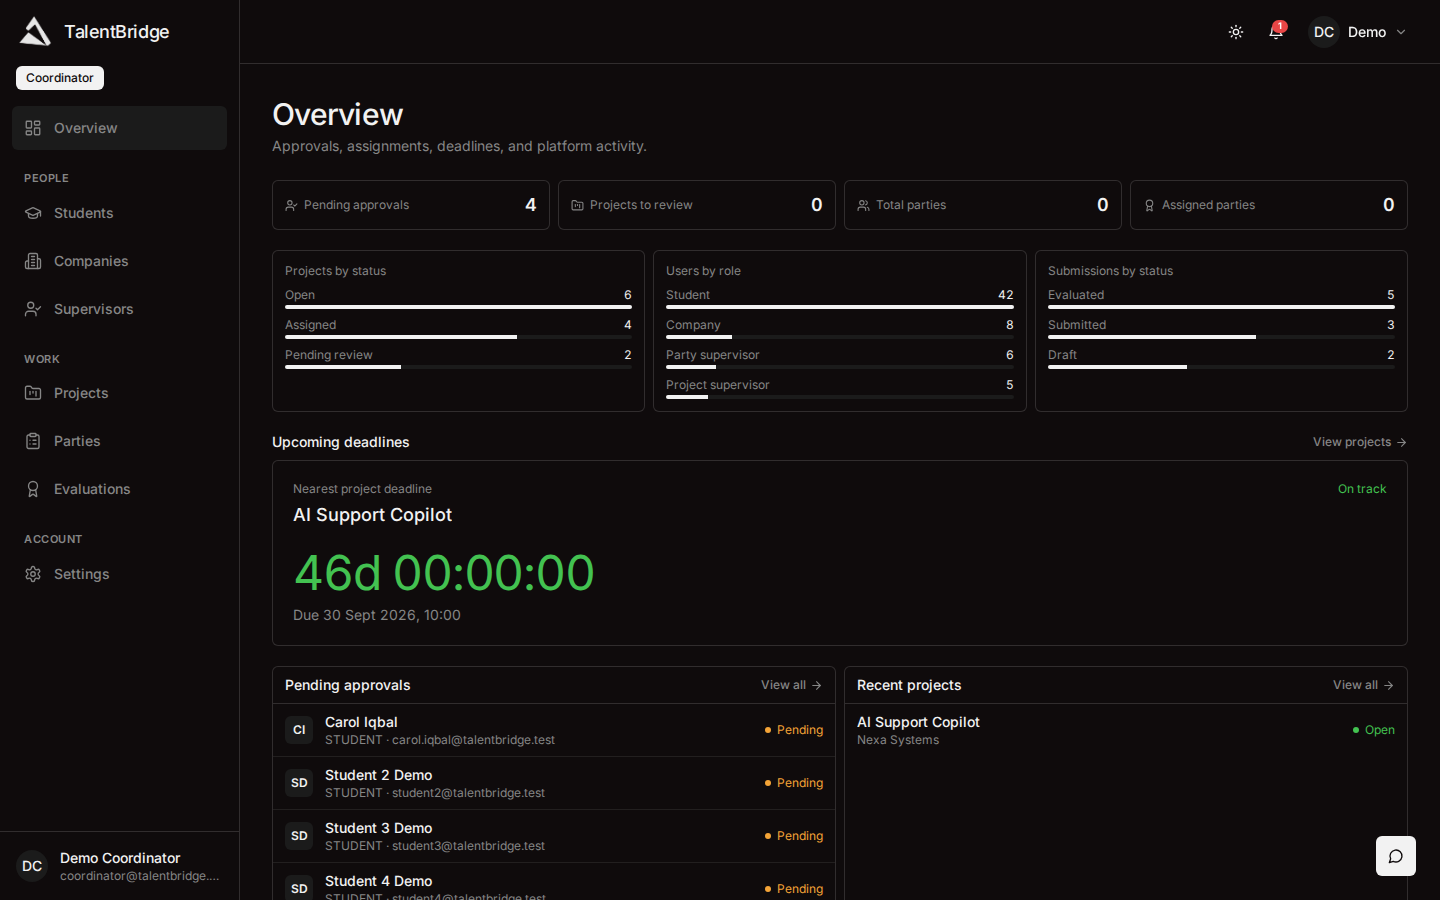 TalentBridge
Coordinator
Overview
PEOPLE
Students
Companies
Supervisors
WORK
Projects
Parties
Evaluations
ACCOUNT
Settings
DC
Demo Coordinator
coordinator@talentbridge....
1
DC
Demo
Overview
Approvals, assignments, deadlines, and platform activity.
Pending approvals 4
Projects to review 0
Total parties 0
Assigned parties 0
Projects by status
Open 6
Assigned 4
Pending review 2
Users by role
Student 42
Company 8
Party supervisor 6
Project supervisor 5
Submissions by status
Evaluated 5
Submitted 3
Draft 2
Upcoming deadlines
View projects →
Nearest project deadline
On track
AI Support Copilot
46d 00:00:00
Due 30 Sept 2026, 10:00
Pending approvals
View all →
CI
Carol Iqbal
STUDENT · carol.iqbal@talentbridge.test
Pending
SD
Student 2 Demo
STUDENT · student2@talentbridge.test
Pending
SD
Student 3 Demo
STUDENT · student3@talentbridge.test
Pending
SD
Student 4 Demo
STUDENT · student4@talentbridge.test
Pending
Recent projects
View all →
AI Support Copilot
Nexa Systems
Open